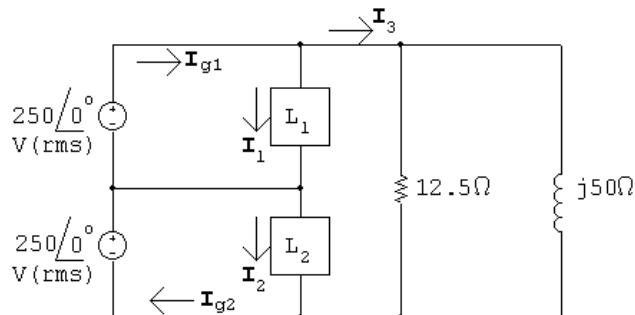 I3
Ig1
250/0°
V(rms)
L1
I1
12.5Ω
j50Ω
250/0°
V(rms)
L2
I2
Ig2